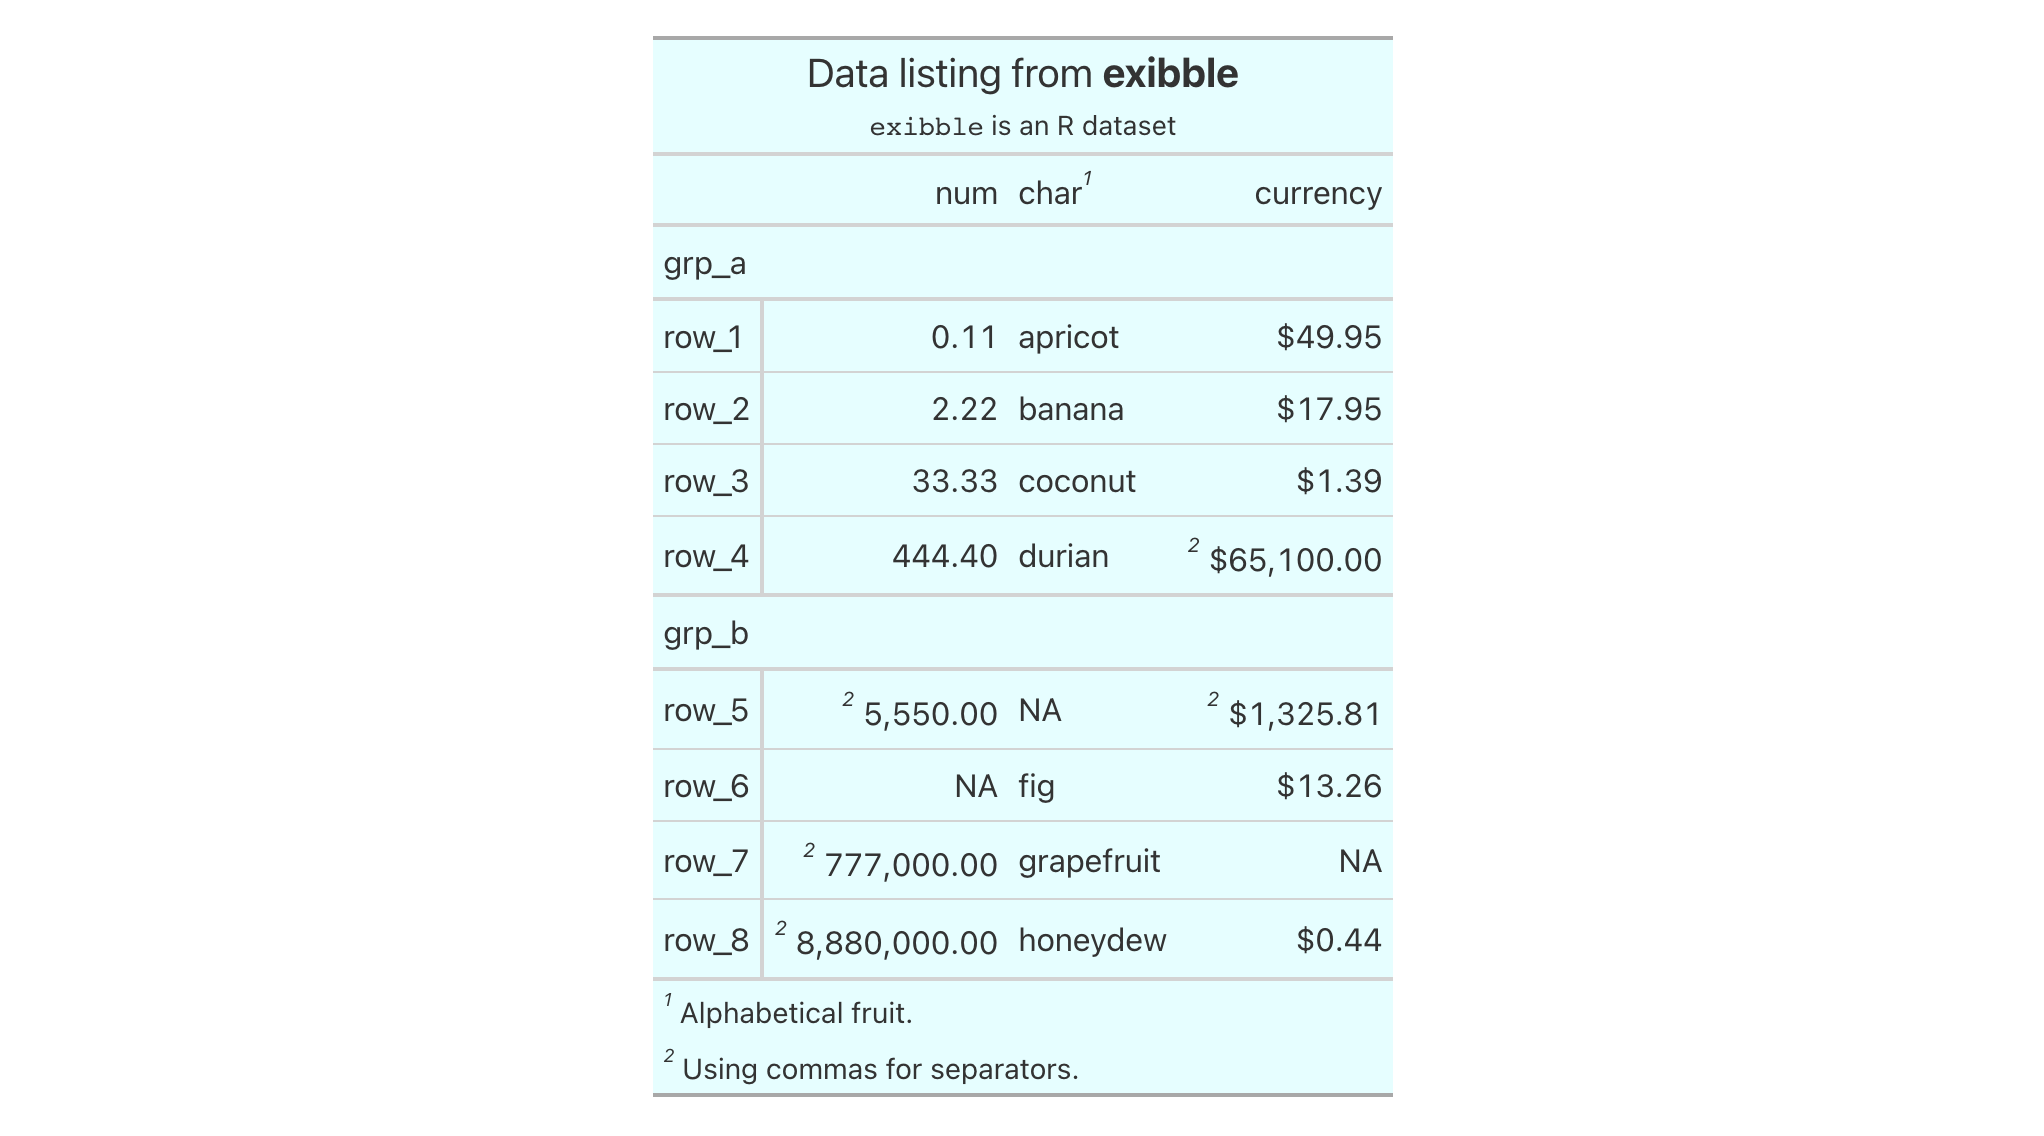 Data listing from exibble
exibble is an R dataset
num char¹ currency
grp_a
row_1 0.11 apricot $49.95
row_2 2.22 banana $17.95
row_3 33.33 coconut $1.39
row_4 444.40 durian ² $65,100.00
grp_b
row_5 ² 5,550.00 NA ² $1,325.81
row_6 NA fig $13.26
row_7 ² 777,000.00 grapefruit NA
row_8 ² 8,880,000.00 honeydew $0.44
¹ Alphabetical fruit.
² Using commas for separators.